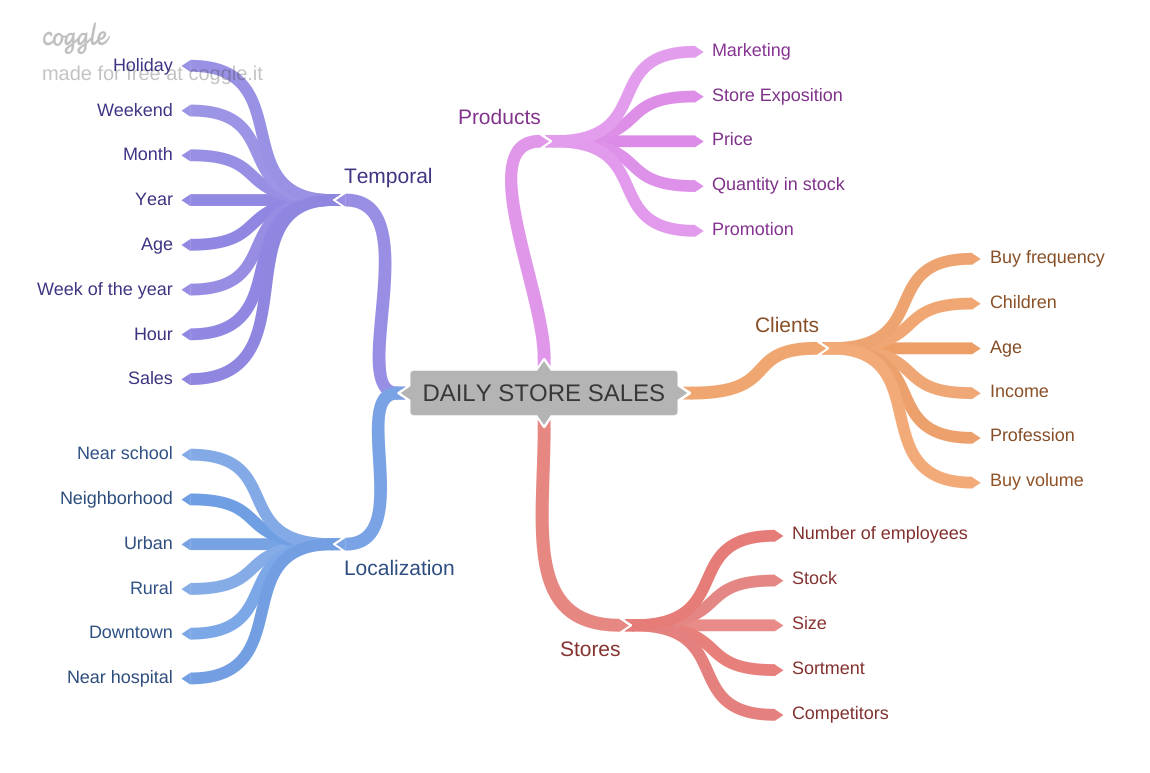 coggle
made for free at coggle.it
Holiday
Weekend
Month
Year
Age
Week of the year
Hour
Sales
Temporal
Near school
Neighborhood
Urban
Rural
Downtown
Near hospital
Localization
DAILY STORE SALES
Products
Marketing
Store Exposition
Price
Quantity in stock
Promotion
Clients
Buy frequency
Children
Age
Income
Profession
Buy volume
Stores
Number of employees
Stock
Size
Sortment
Competitors